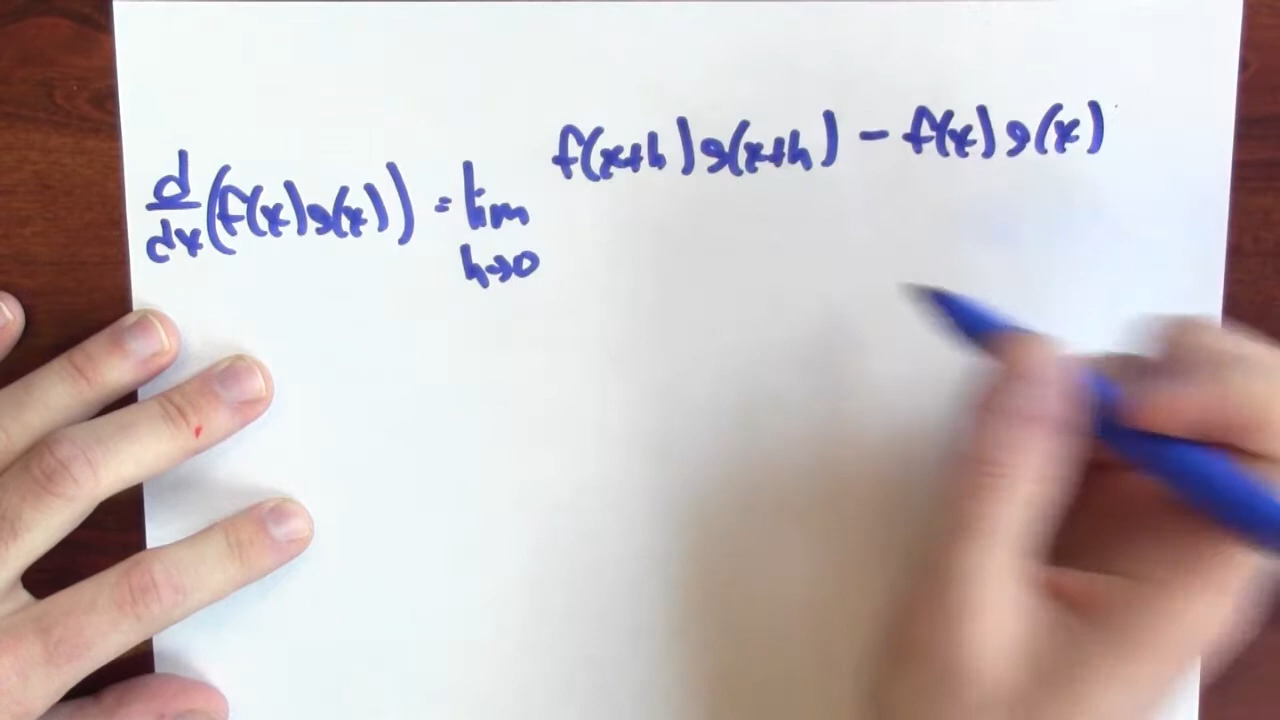 d/dx (f(x)g(x)) = lim h→0 f(x+h)g(x+h) − f(x)g(x)